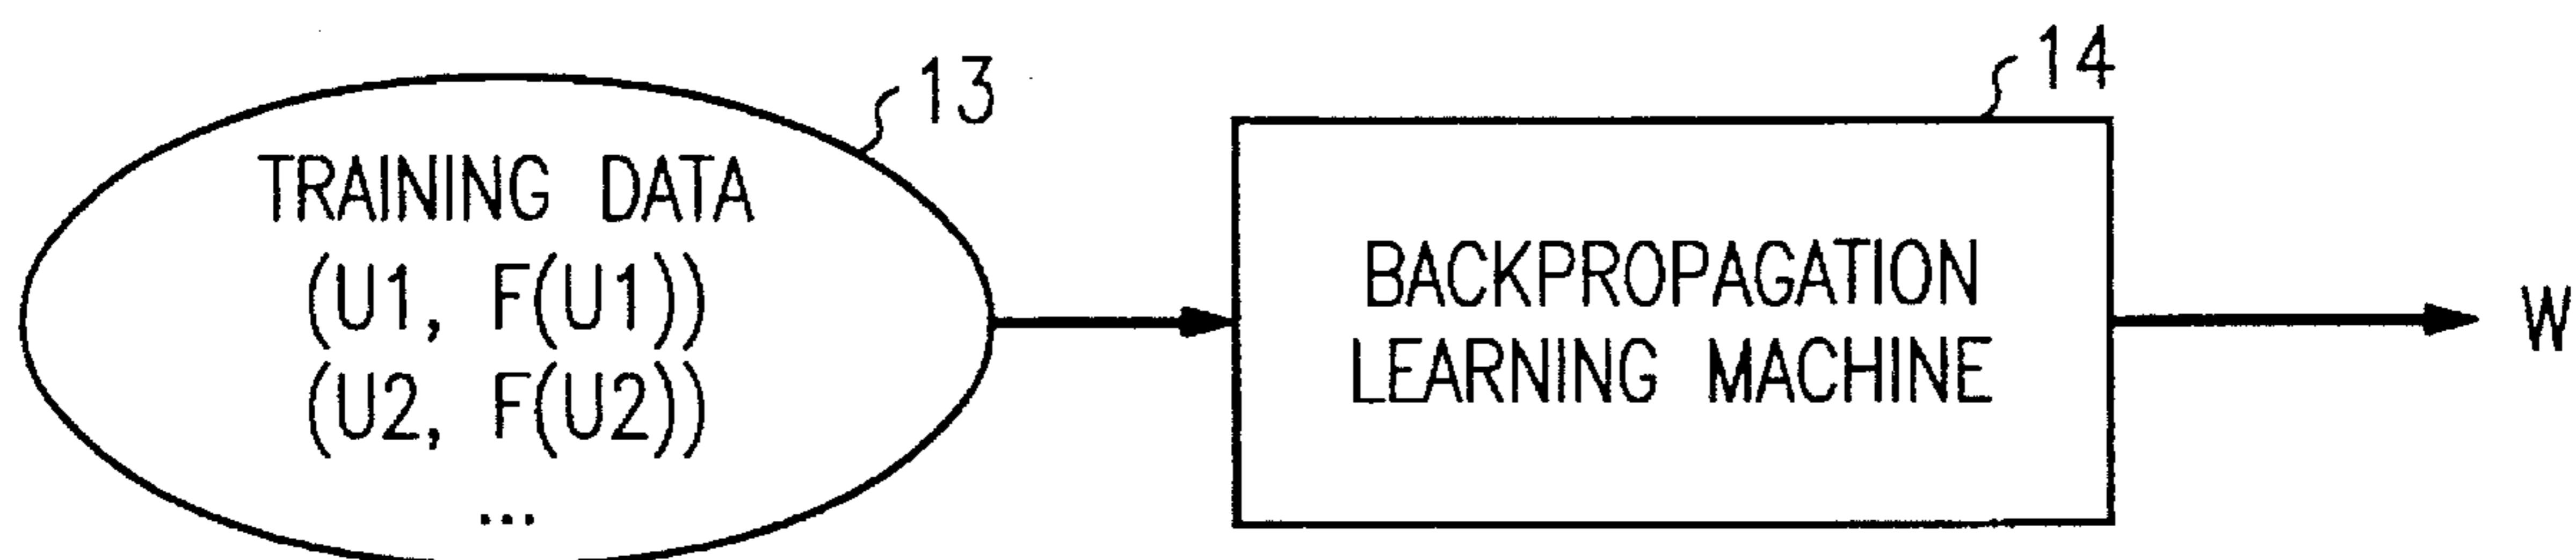 13
TRAINING DATA
(U1, F(U1))
(U2, F(U2))
...
14
BACKPROPAGATION
LEARNING MACHINE
W